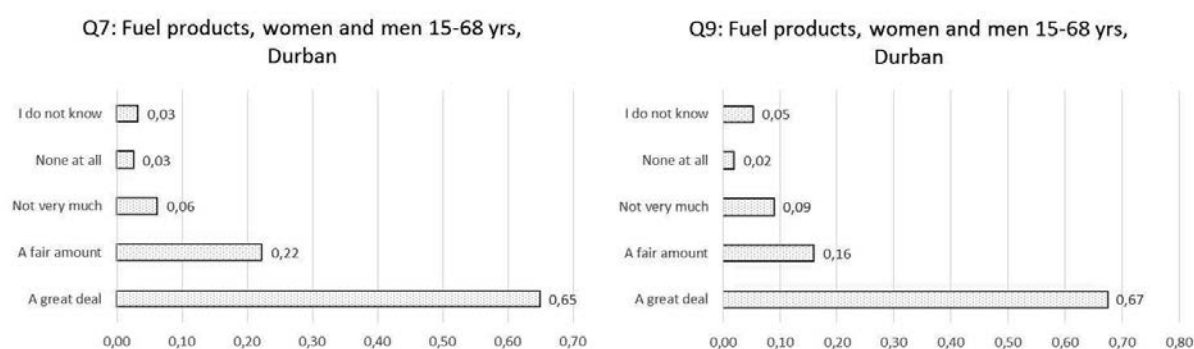 Q7: Fuel products, women and men 15-68 yrs,
Durban
I do not know 0,03
None at all 0,03
Not very much 0,06
A fair amount 0,22
A great deal 0,65
0,00 0,10 0,20 0,30 0,40 0,50 0,60 0,70
Q9: Fuel products, women and men 15-68 yrs,
Durban
I do not know 0,05
None at all 0,02
Not very much 0,09
A fair amount 0,16
A great deal 0,67
0,00 0,10 0,20 0,30 0,40 0,50 0,60 0,70 0,80